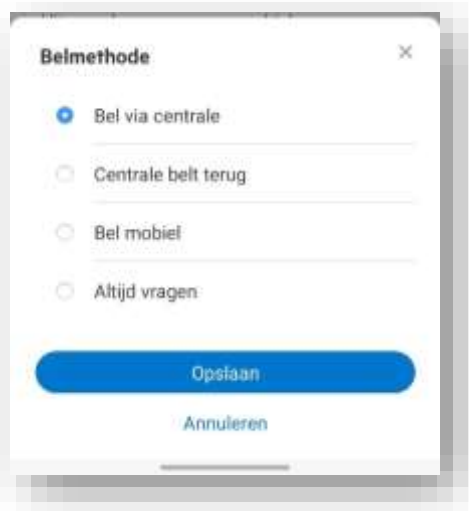 Belmethode
Bel via centrale
Centrale belt terug
Bel mobiel
Altijd vragen
Opslaan
Annuleren